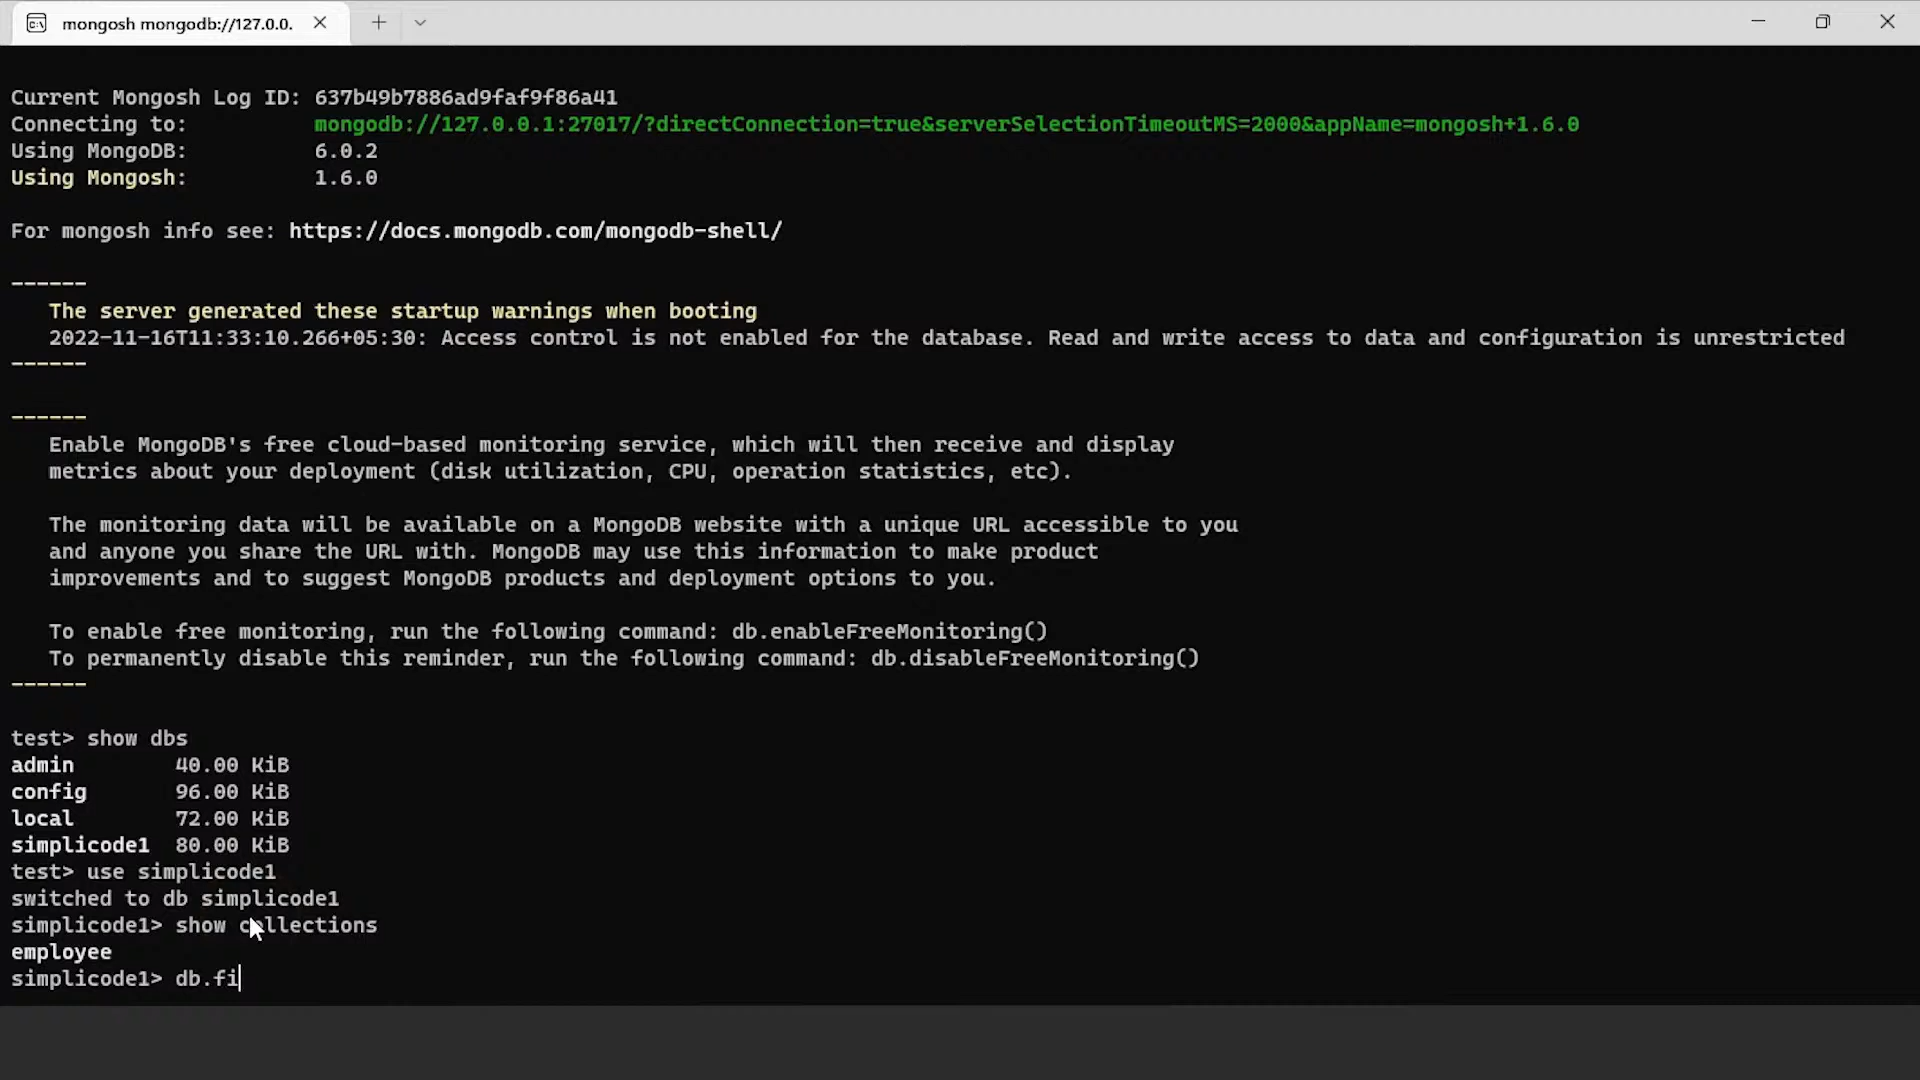 mongosh mongodb://127.0.0.
Current Mongosh Log ID: 637b49b7886ad9faf9f86a41
Connecting to: mongodb://127.0.0.1:27017/?directConnection=true&serverSelectionTimeoutMS=2000&appName=mongosh+1.6.0
Using MongoDB: 6.0.2
Using Mongosh: 1.6.0
For mongosh info see: https://docs.mongodb.com/mongodb-shell/
------
The server generated these startup warnings when booting
2022-11-16T11:33:10.266+05:30: Access control is not enabled for the database. Read and write access to data and configuration is unrestricted
------
------
Enable MongoDB's free cloud-based monitoring service, which will then receive and display
metrics about your deployment (disk utilization, CPU, operation statistics, etc).
The monitoring data will be available on a MongoDB website with a unique URL accessible to you
and anyone you share the URL with. MongoDB may use this information to make product
improvements and to suggest MongoDB products and deployment options to you.
To enable free monitoring, run the following command: db.enableFreeMonitoring()
To permanently disable this reminder, run the following command: db.disableFreeMonitoring()
------
test> show dbs
admin 40.00 KiB
config 96.00 KiB
local 72.00 KiB
simplicode1 80.00 KiB
test> use simplicode1
switched to db simplicode1
simplicode1> show collections
employee
simplicode1> db.fi